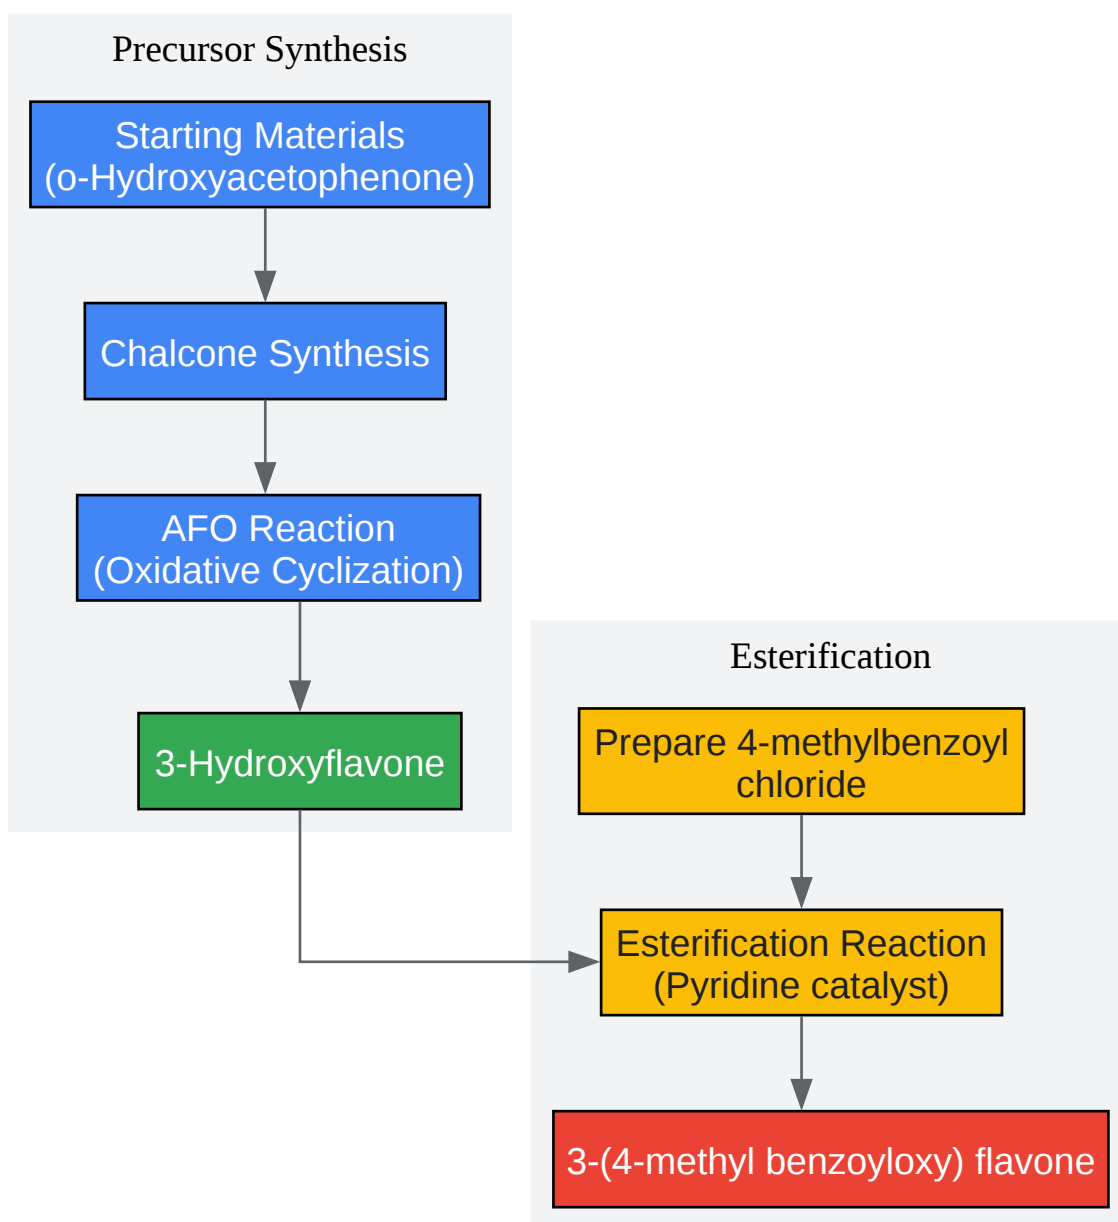 Precursor Synthesis
Starting Materials
(o-Hydroxyacetophenone)
Chalcone Synthesis
AFO Reaction
(Oxidative Cyclization)
3-Hydroxyflavone
Esterification
Prepare 4-methylbenzoyl
chloride
Esterification Reaction
(Pyridine catalyst)
3-(4-methyl benzoyloxy) flavone